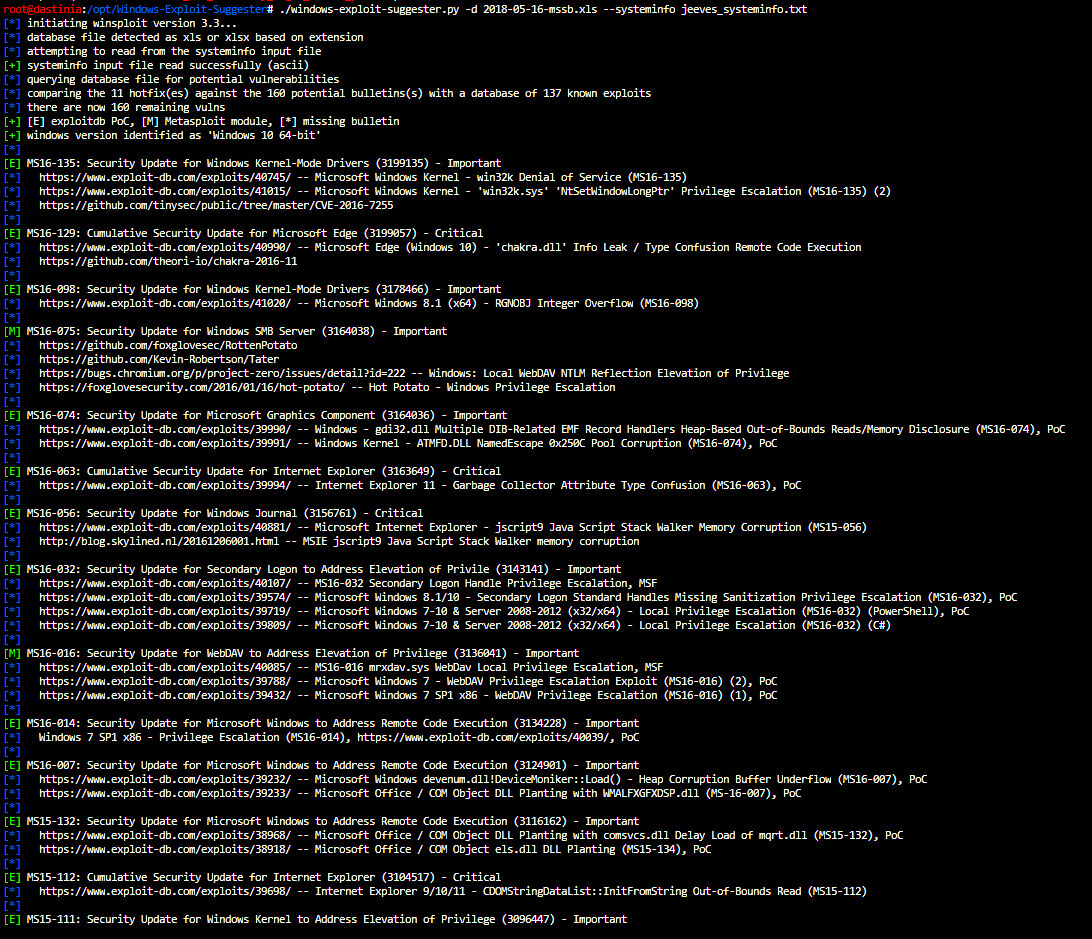 root@dastinia:/opt/Windows-Exploit-Suggester# ./windows-exploit-suggester.py -d 2018-05-16-mssb.xls --systeminfo jeeves_systeminfo.txt
[*] initiating winsploit version 3.3...
[*] database file detected as xls or xlsx based on extension
[*] attempting to read from the systeminfo input file
[+] systeminfo input file read successfully (ascii)
[*] querying database file for potential vulnerabilities
[*] comparing the 11 hotfix(es) against the 160 potential bulletins(s) with a database of 137 known exploits
[*] there are now 160 remaining vulns
[+] [E] exploitdb PoC, [M] Metasploit module, [*] missing bulletin
[+] windows version identified as 'Windows 10 64-bit'
[*]
[E] MS16-135: Security Update for Windows Kernel-Mode Drivers (3199135) - Important
[*]   https://www.exploit-db.com/exploits/40745/ -- Microsoft Windows Kernel - win32k Denial of Service (MS16-135)
[*]   https://www.exploit-db.com/exploits/41015/ -- Microsoft Windows Kernel - 'win32k.sys' 'NtSetWindowLongPtr' Privilege Escalation (MS16-135) (2)
[*]   https://github.com/tinysec/public/tree/master/CVE-2016-7255
[*]
[E] MS16-129: Cumulative Security Update for Microsoft Edge (3199057) - Critical
[*]   https://www.exploit-db.com/exploits/40990/ -- Microsoft Edge (Windows 10) - 'chakra.dll' Info Leak / Type Confusion Remote Code Execution
[*]   https://github.com/theori-io/chakra-2016-11
[*]
[E] MS16-098: Security Update for Windows Kernel-Mode Drivers (3178466) - Important
[*]   https://www.exploit-db.com/exploits/41020/ -- Microsoft Windows 8.1 (x64) - RGNOBJ Integer Overflow (MS16-098)
[*]
[M] MS16-075: Security Update for Windows SMB Server (3164038) - Important
[*]   https://github.com/foxglovesec/RottenPotato
[*]   https://github.com/Kevin-Robertson/Tater
[*]   https://bugs.chromium.org/p/project-zero/issues/detail?id=222 -- Windows: Local WebDAV NTLM Reflection Elevation of Privilege
[*]   https://foxglovesecurity.com/2016/01/16/hot-potato/ -- Hot Potato - Windows Privilege Escalation
[*]
[E] MS16-074: Security Update for Microsoft Graphics Component (3164036) - Important
[*]   https://www.exploit-db.com/exploits/39990/ -- Windows - gdi32.dll Multiple DIB-Related EMF Record Handlers Heap-Based Out-of-Bounds Reads/Memory Disclosure (MS16-074), PoC
[*]   https://www.exploit-db.com/exploits/39991/ -- Windows Kernel - ATMFD.DLL NamedEscape 0x250C Pool Corruption (MS16-074), PoC
[*]
[E] MS16-063: Cumulative Security Update for Internet Explorer (3163649) - Critical
[*]   https://www.exploit-db.com/exploits/39994/ -- Internet Explorer 11 - Garbage Collector Attribute Type Confusion (MS16-063), PoC
[*]
[E] MS16-056: Security Update for Windows Journal (3156761) - Critical
[*]   https://www.exploit-db.com/exploits/40881/ -- Microsoft Internet Explorer - jscript9 Java Script Stack Walker Memory Corruption (MS15-056)
[*]   http://blog.skylined.nl/20161206001.html -- MSIE jscript9 Java Script Stack Walker memory corruption
[*]
[E] MS16-032: Security Update for Secondary Logon to Address Elevation of Privile (3143141) - Important
[*]   https://www.exploit-db.com/exploits/40107/ -- MS16-032 Secondary Logon Handle Privilege Escalation, MSF
[*]   https://www.exploit-db.com/exploits/39574/ -- Microsoft Windows 8.1/10 - Secondary Logon Standard Handles Missing Sanitization Privilege Escalation (MS16-032), PoC
[*]   https://www.exploit-db.com/exploits/39719/ -- Microsoft Windows 7-10 & Server 2008-2012 (x32/x64) - Local Privilege Escalation (MS16-032) (PowerShell), PoC
[*]   https://www.exploit-db.com/exploits/39809/ -- Microsoft Windows 7-10 & Server 2008-2012 (x32/x64) - Local Privilege Escalation (MS16-032) (C#)
[*]
[M] MS16-016: Security Update for WebDAV to Address Elevation of Privilege (3136041) - Important
[*]   https://www.exploit-db.com/exploits/40085/ -- MS16-016 mrxdav.sys WebDav Local Privilege Escalation, MSF
[*]   https://www.exploit-db.com/exploits/39788/ -- Microsoft Windows 7 - WebDAV Privilege Escalation Exploit (MS16-016) (2), PoC
[*]   https://www.exploit-db.com/exploits/39432/ -- Microsoft Windows 7 SP1 x86 - WebDAV Privilege Escalation (MS16-016) (1), PoC
[*]
[E] MS16-014: Security Update for Microsoft Windows to Address Remote Code Execution (3134228) - Important
[*]   Windows 7 SP1 x86 - Privilege Escalation (MS16-014), https://www.exploit-db.com/exploits/40039/, PoC
[*]
[E] MS16-007: Security Update for Microsoft Windows to Address Remote Code Execution (3124901) - Important
[*]   https://www.exploit-db.com/exploits/39232/ -- Microsoft Windows devenum.dll!DeviceMoniker::Load() - Heap Corruption Buffer Underflow (MS16-007), PoC
[*]   https://www.exploit-db.com/exploits/39233/ -- Microsoft Office / COM Object DLL Planting with WMALFXGFXDSP.dll (MS-16-007), PoC
[*]
[E] MS15-132: Security Update for Microsoft Windows to Address Remote Code Execution (3116162) - Important
[*]   https://www.exploit-db.com/exploits/38968/ -- Microsoft Office / COM Object DLL Planting with comsvcs.dll Delay Load of mqrt.dll (MS15-132), PoC
[*]   https://www.exploit-db.com/exploits/38918/ -- Microsoft Office / COM Object els.dll DLL Planting (MS15-134), PoC
[*]
[E] MS15-112: Cumulative Security Update for Internet Explorer (3104517) - Critical
[*]   https://www.exploit-db.com/exploits/39698/ -- Internet Explorer 9/10/11 - CDOMStringDataList::InitFromString Out-of-Bounds Read (MS15-112)
[*]
[E] MS15-111: Security Update for Windows Kernel to Address Elevation of Privilege (3096447) - Important